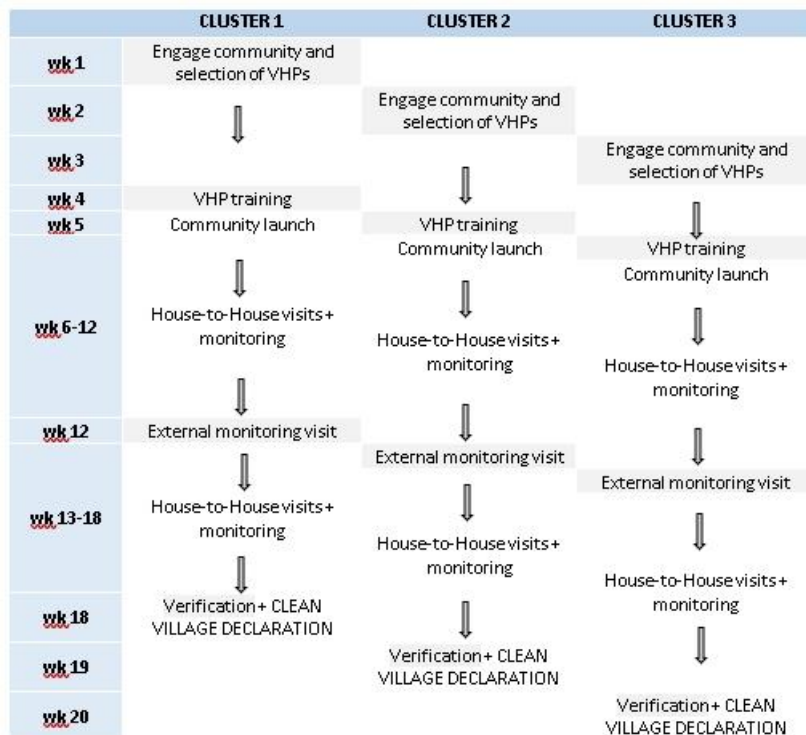 CLUSTER 1 CLUSTER 2 CLUSTER 3
wk 1
Engage community and
selection of VHPs
wk 2
Engage community and
selection of VHPs
wk 3
Engage community and
selection of VHPs
wk 4
VHP training
wk 5
Community launch
VHP training
Community launch
VHP training
Community launch
wk 6-12
House-to-House visits +
monitoring
House-to-House visits +
monitoring
House-to-House visits +
monitoring
wk 12
External monitoring visit
External monitoring visit
External monitoring visit
wk 13-18
House-to-House visits +
monitoring
House-to-House visits +
monitoring
House-to-House visits +
monitoring
wk 18
Verification + CLEAN
VILLAGE DECLARATION
wk 19
Verification + CLEAN
VILLAGE DECLARATION
wk 20
Verification + CLEAN
VILLAGE DECLARATION